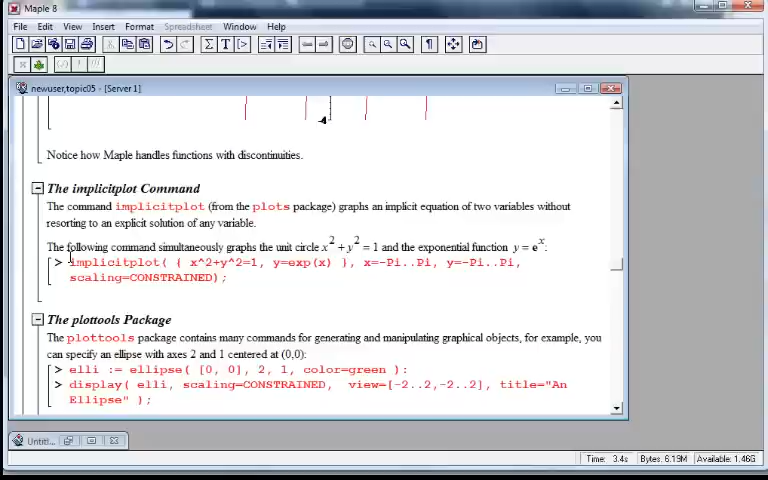 Maple 8
File Edit View Insert Format Spreadsheet Window Help
newuser,topic05 - [Server 1]
-4
Notice how Maple handles functions with discontinuities.
The implicitplot Command
The command implicitplot (from the plots package) graphs an implicit equation of two variables without
resorting to an explicit solution of any variable.
The following command simultaneously graphs the unit circle x^2 + y^2 = 1 and the exponential function y = e^x:
> implicitplot( { x^2+y^2=1, y=exp(x) }, x=-Pi..Pi, y=-Pi..Pi,
scaling=CONSTRAINED);
The plottools Package
The plottools package contains many commands for generating and manipulating graphical objects, for example, you
can specify an ellipse with axes 2 and 1 centered at (0,0):
> elli := ellipse( [0, 0], 2, 1, color=green ):
> display( elli, scaling=CONSTRAINED, view=[-2..2,-2..2], title="An
Ellipse" );
Untitl...
Time: 3.4s Bytes: 6.19M Available: 1.46G